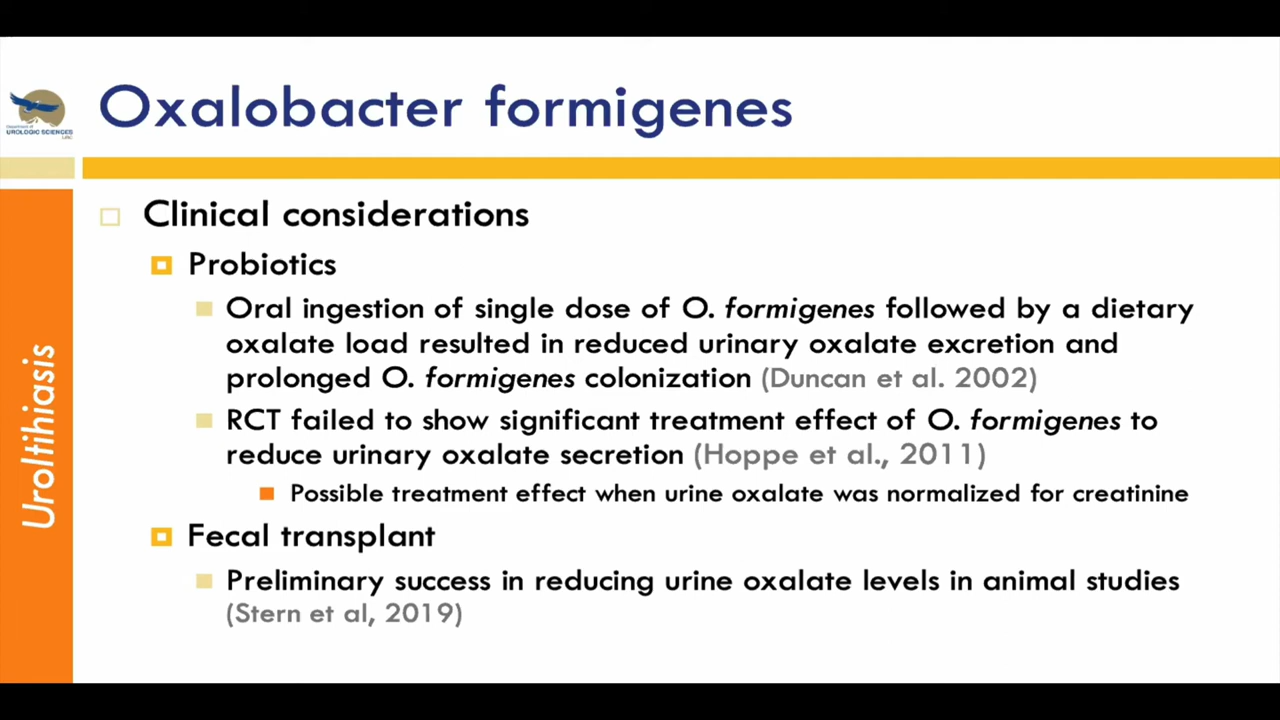 Oxalobacter formigenes
UROLOGIC SCIENCES
Clinical considerations
Probiotics
Oral ingestion of single dose of O. formigenes followed by a dietary
oxalate load resulted in reduced urinary oxalate excretion and
prolonged O. formigenes colonization (Duncan et al. 2002)
RCT failed to show significant treatment effect of O. formigenes to
reduce urinary oxalate secretion (Hoppe et al., 2011)
Possible treatment effect when urine oxalate was normalized for creatinine
Fecal transplant
Preliminary success in reducing urine oxalate levels in animal studies
(Stern et al, 2019)
Uroltihiasis